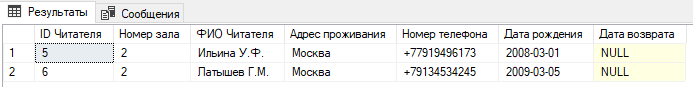 Результаты Сообщения
ID Читателя Номер зала ФИО Читателя Адрес проживания Номер телефона Дата рождения Дата возврата
1 5 2 Ильина У.Ф. Москва +77919496173 2008-03-01 NULL
2 6 2 Латышев Г.М. Москва +79134534245 2009-03-05 NULL